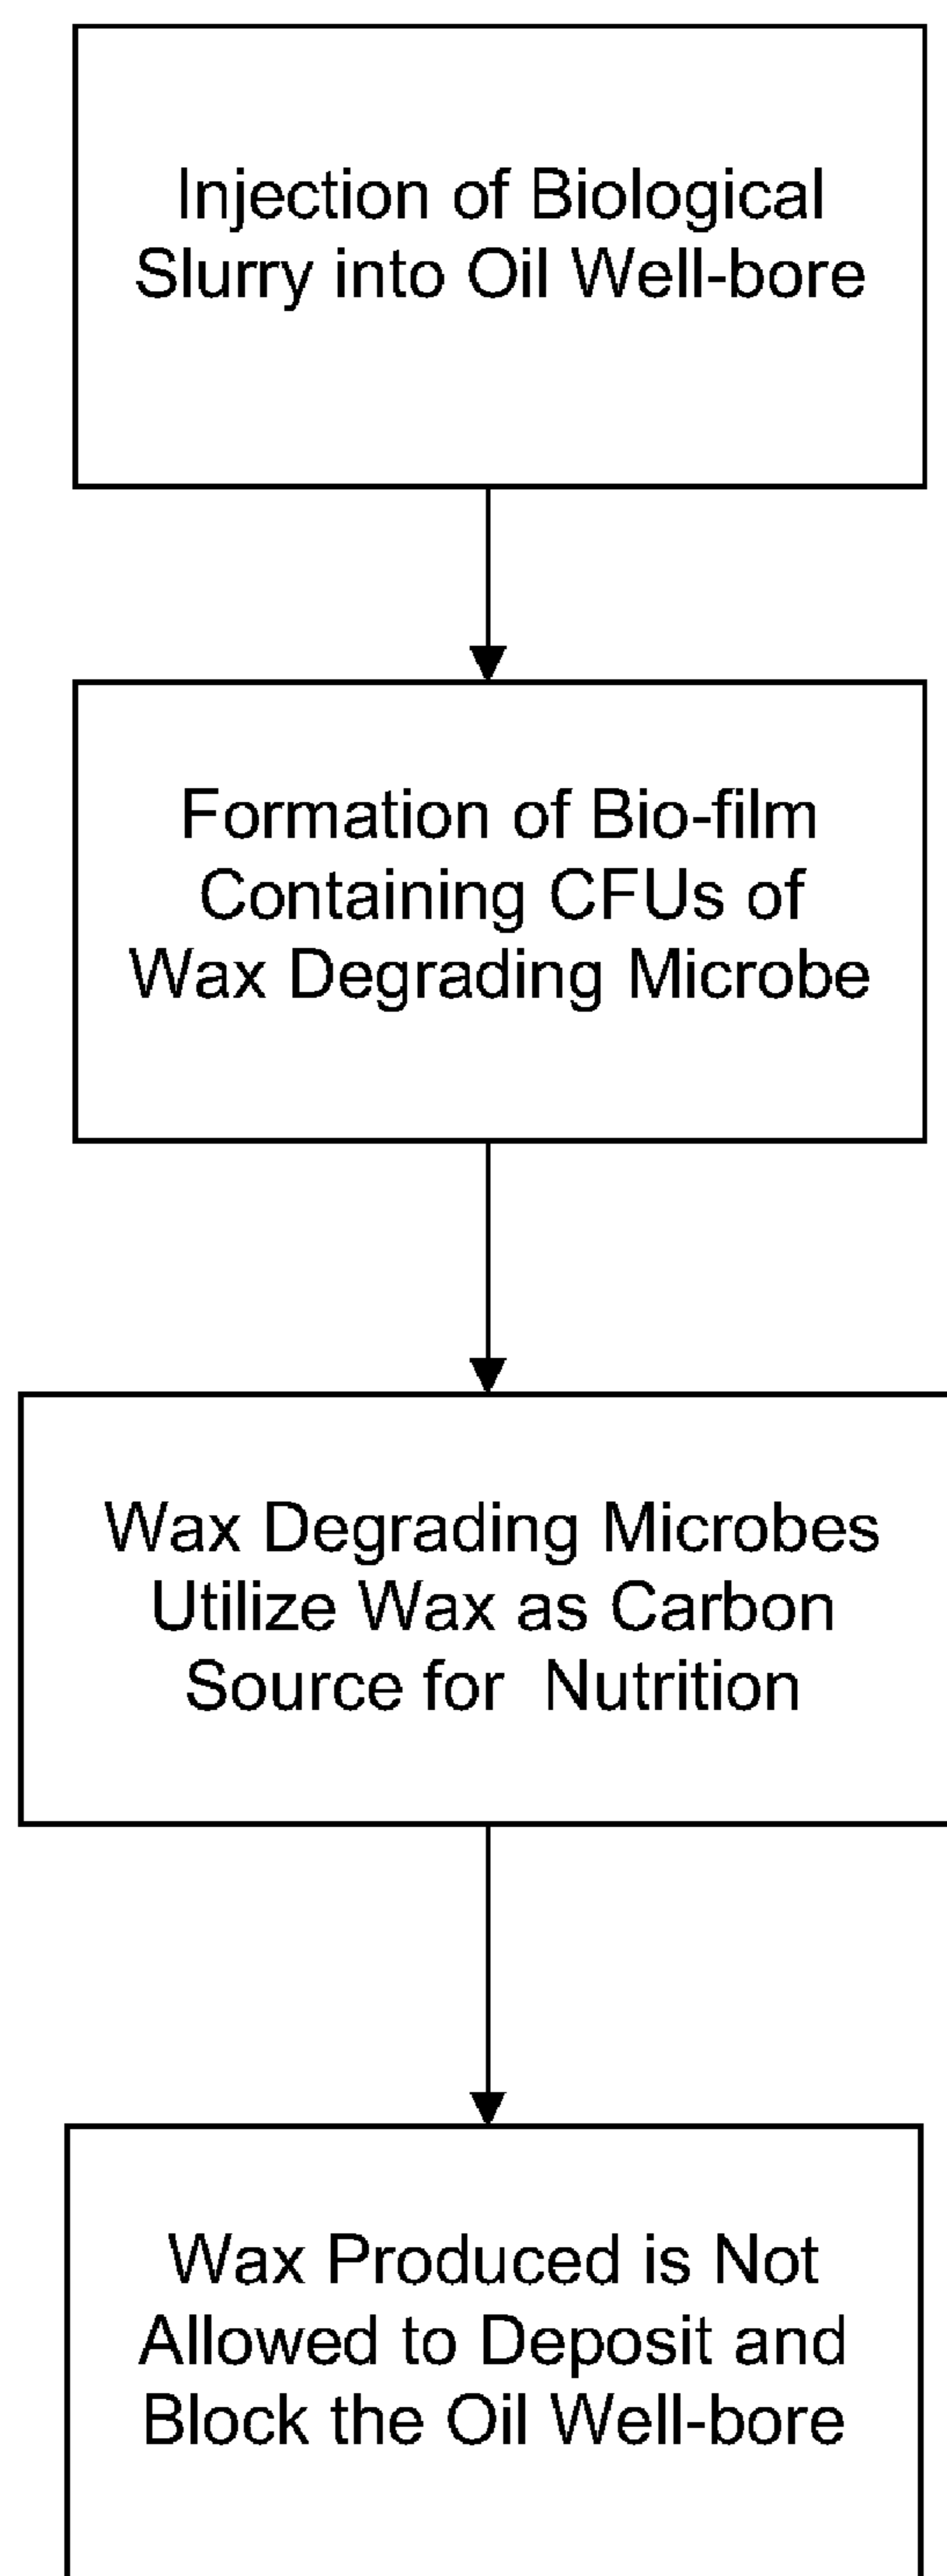 Injection of Biological
Slurry into Oil Well-bore
Formation of Bio-film
Containing CFUs of
Wax Degrading Microbe
Wax Degrading Microbes
Utilize Wax as Carbon
Source for  Nutrition
Wax Produced is Not
Allowed to Deposit and
Block the Oil Well-bore